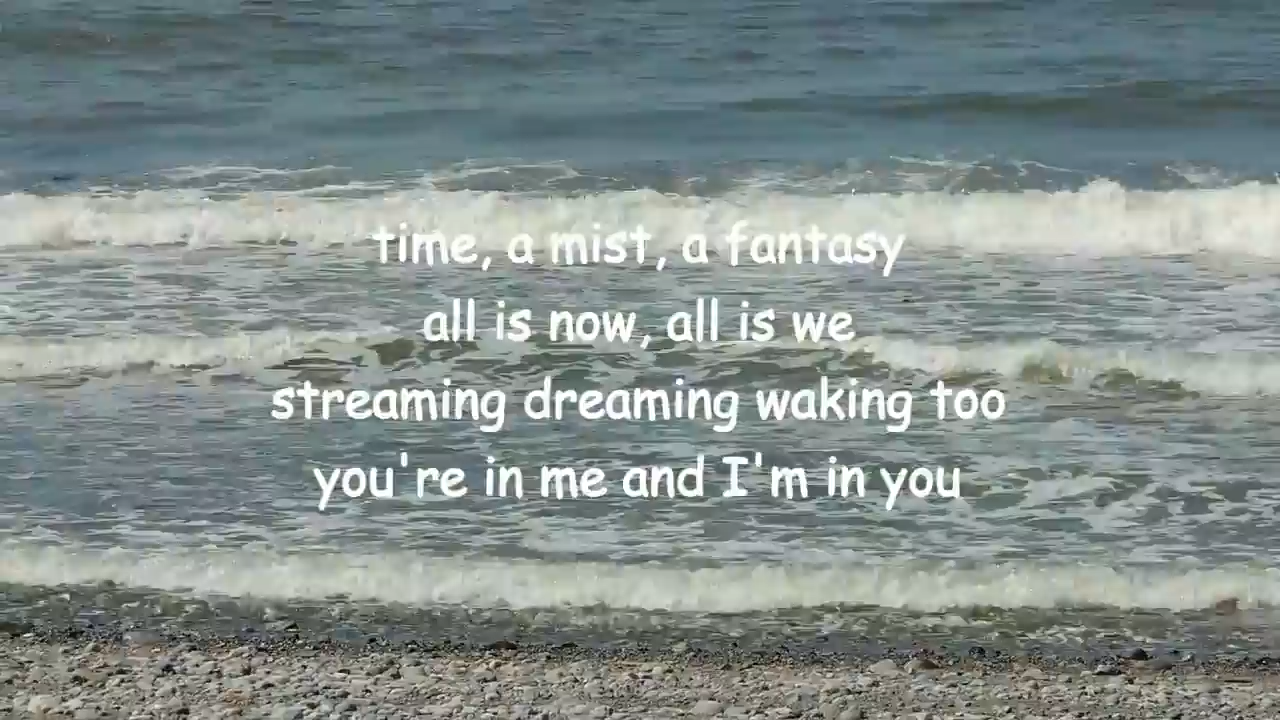 time, a mist, a fantasy
all is now, all is we
streaming dreaming waking too
you're in me and I'm in you